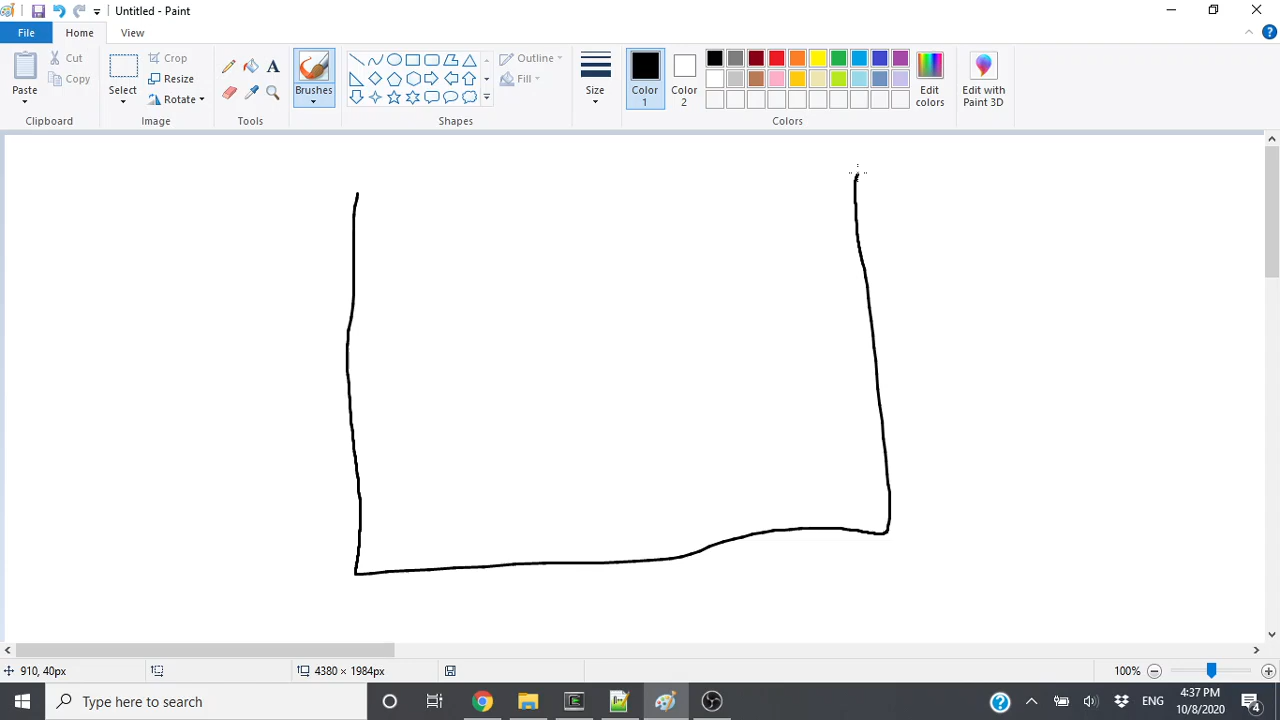 Untitled - Paint
File Home View
Paste
Cut
Copy
Clipboard
Select
Crop
Resize
Rotate
Image
A
Tools
Brushes
Outline
Fill
Shapes
Size
Color 1
Color 2
Edit colors
Colors
Edit with Paint 3D
910, 40px
4380 × 1984px
100%
Type here to search
ENG
4:37 PM
10/8/2020
4